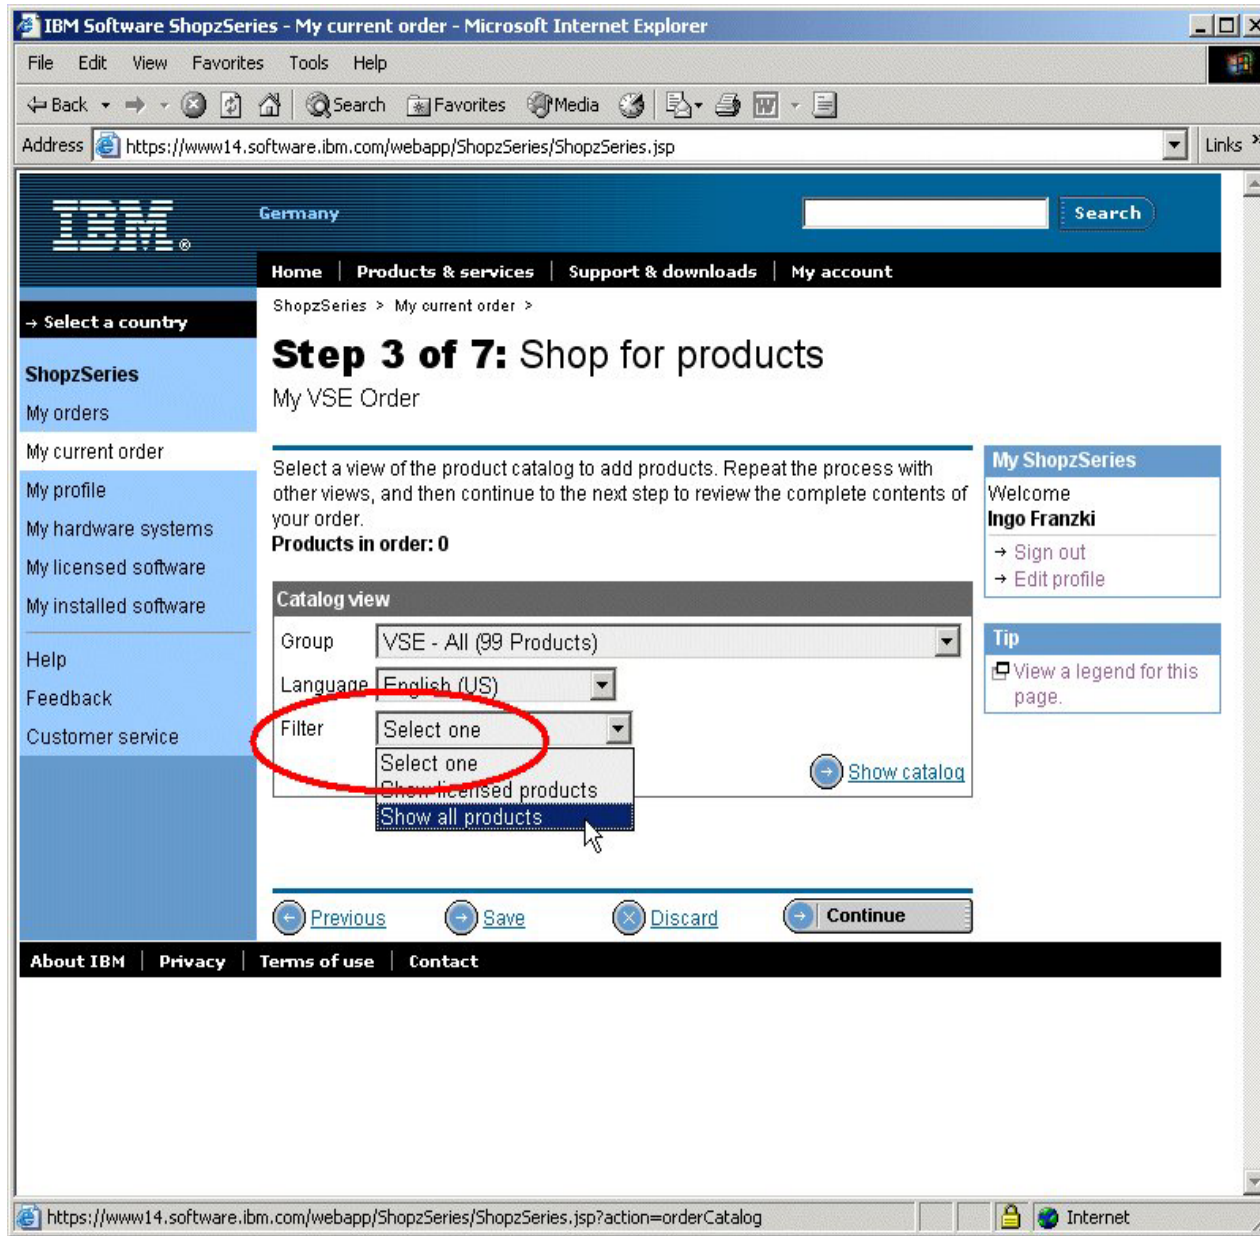 IBM Software ShopzSeries - My current order - Microsoft Internet Explorer
File Edit View Favorites Tools Help
Back Search Favorites Media
Address https://www14.software.ibm.com/webapp/ShopzSeries/ShopzSeries.jsp Links »
IBM®
Germany
Search
Home | Products & services | Support & downloads | My account
→ Select a country
ShopzSeries
My orders
My current order
My profile
My hardware systems
My licensed software
My installed software
Help
Feedback
Customer service
ShopzSeries > My current order >
Step 3 of 7: Shop for products
My VSE Order
Select a view of the product catalog to add products. Repeat the process with
other views, and then continue to the next step to review the complete contents of
your order.
Products in order: 0
Catalog view
Group VSE - All (99 Products)
Language English (US)
Filter Select one
Select one
Show licensed products
Show all products
Show catalog
Previous Save Discard Continue
My ShopzSeries
Welcome
Ingo Franzki
→ Sign out
→ Edit profile
Tip
View a legend for this
page.
About IBM | Privacy | Terms of use | Contact
https://www14.software.ibm.com/webapp/ShopzSeries/ShopzSeries.jsp?action=orderCatalog Internet